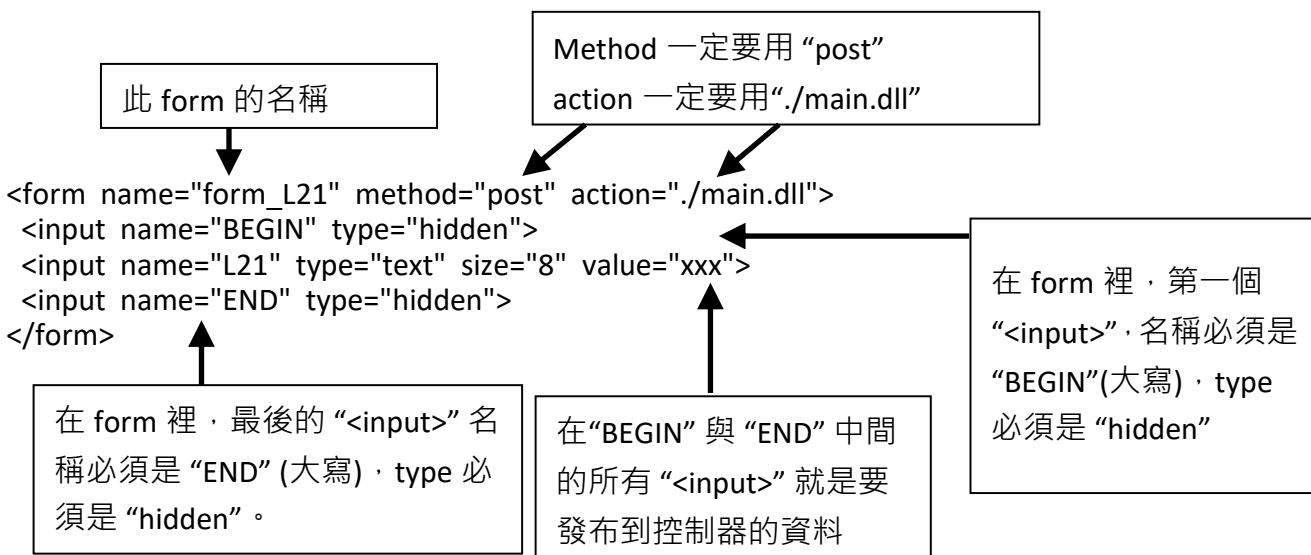 Method 一定要用 “post”
action 一定要用“./main.dll”
此 form 的名稱
<form name="form_L21" method="post" action="./main.dll">
<input name="BEGIN" type="hidden">
<input name="L21" type="text" size="8" value="xxx">
<input name="END" type="hidden">
</form>
在 form 裡，第一個
“<input>”，名稱必須是
“BEGIN”(大寫)，type
必須是 “hidden”
在 form 裡，最後的 “<input>” 名
稱必須是 “END” (大寫)，type 必
須是 “hidden”。
在“BEGIN” 與 “END” 中間
的所有 “<input>” 就是要
發布到控制器的資料